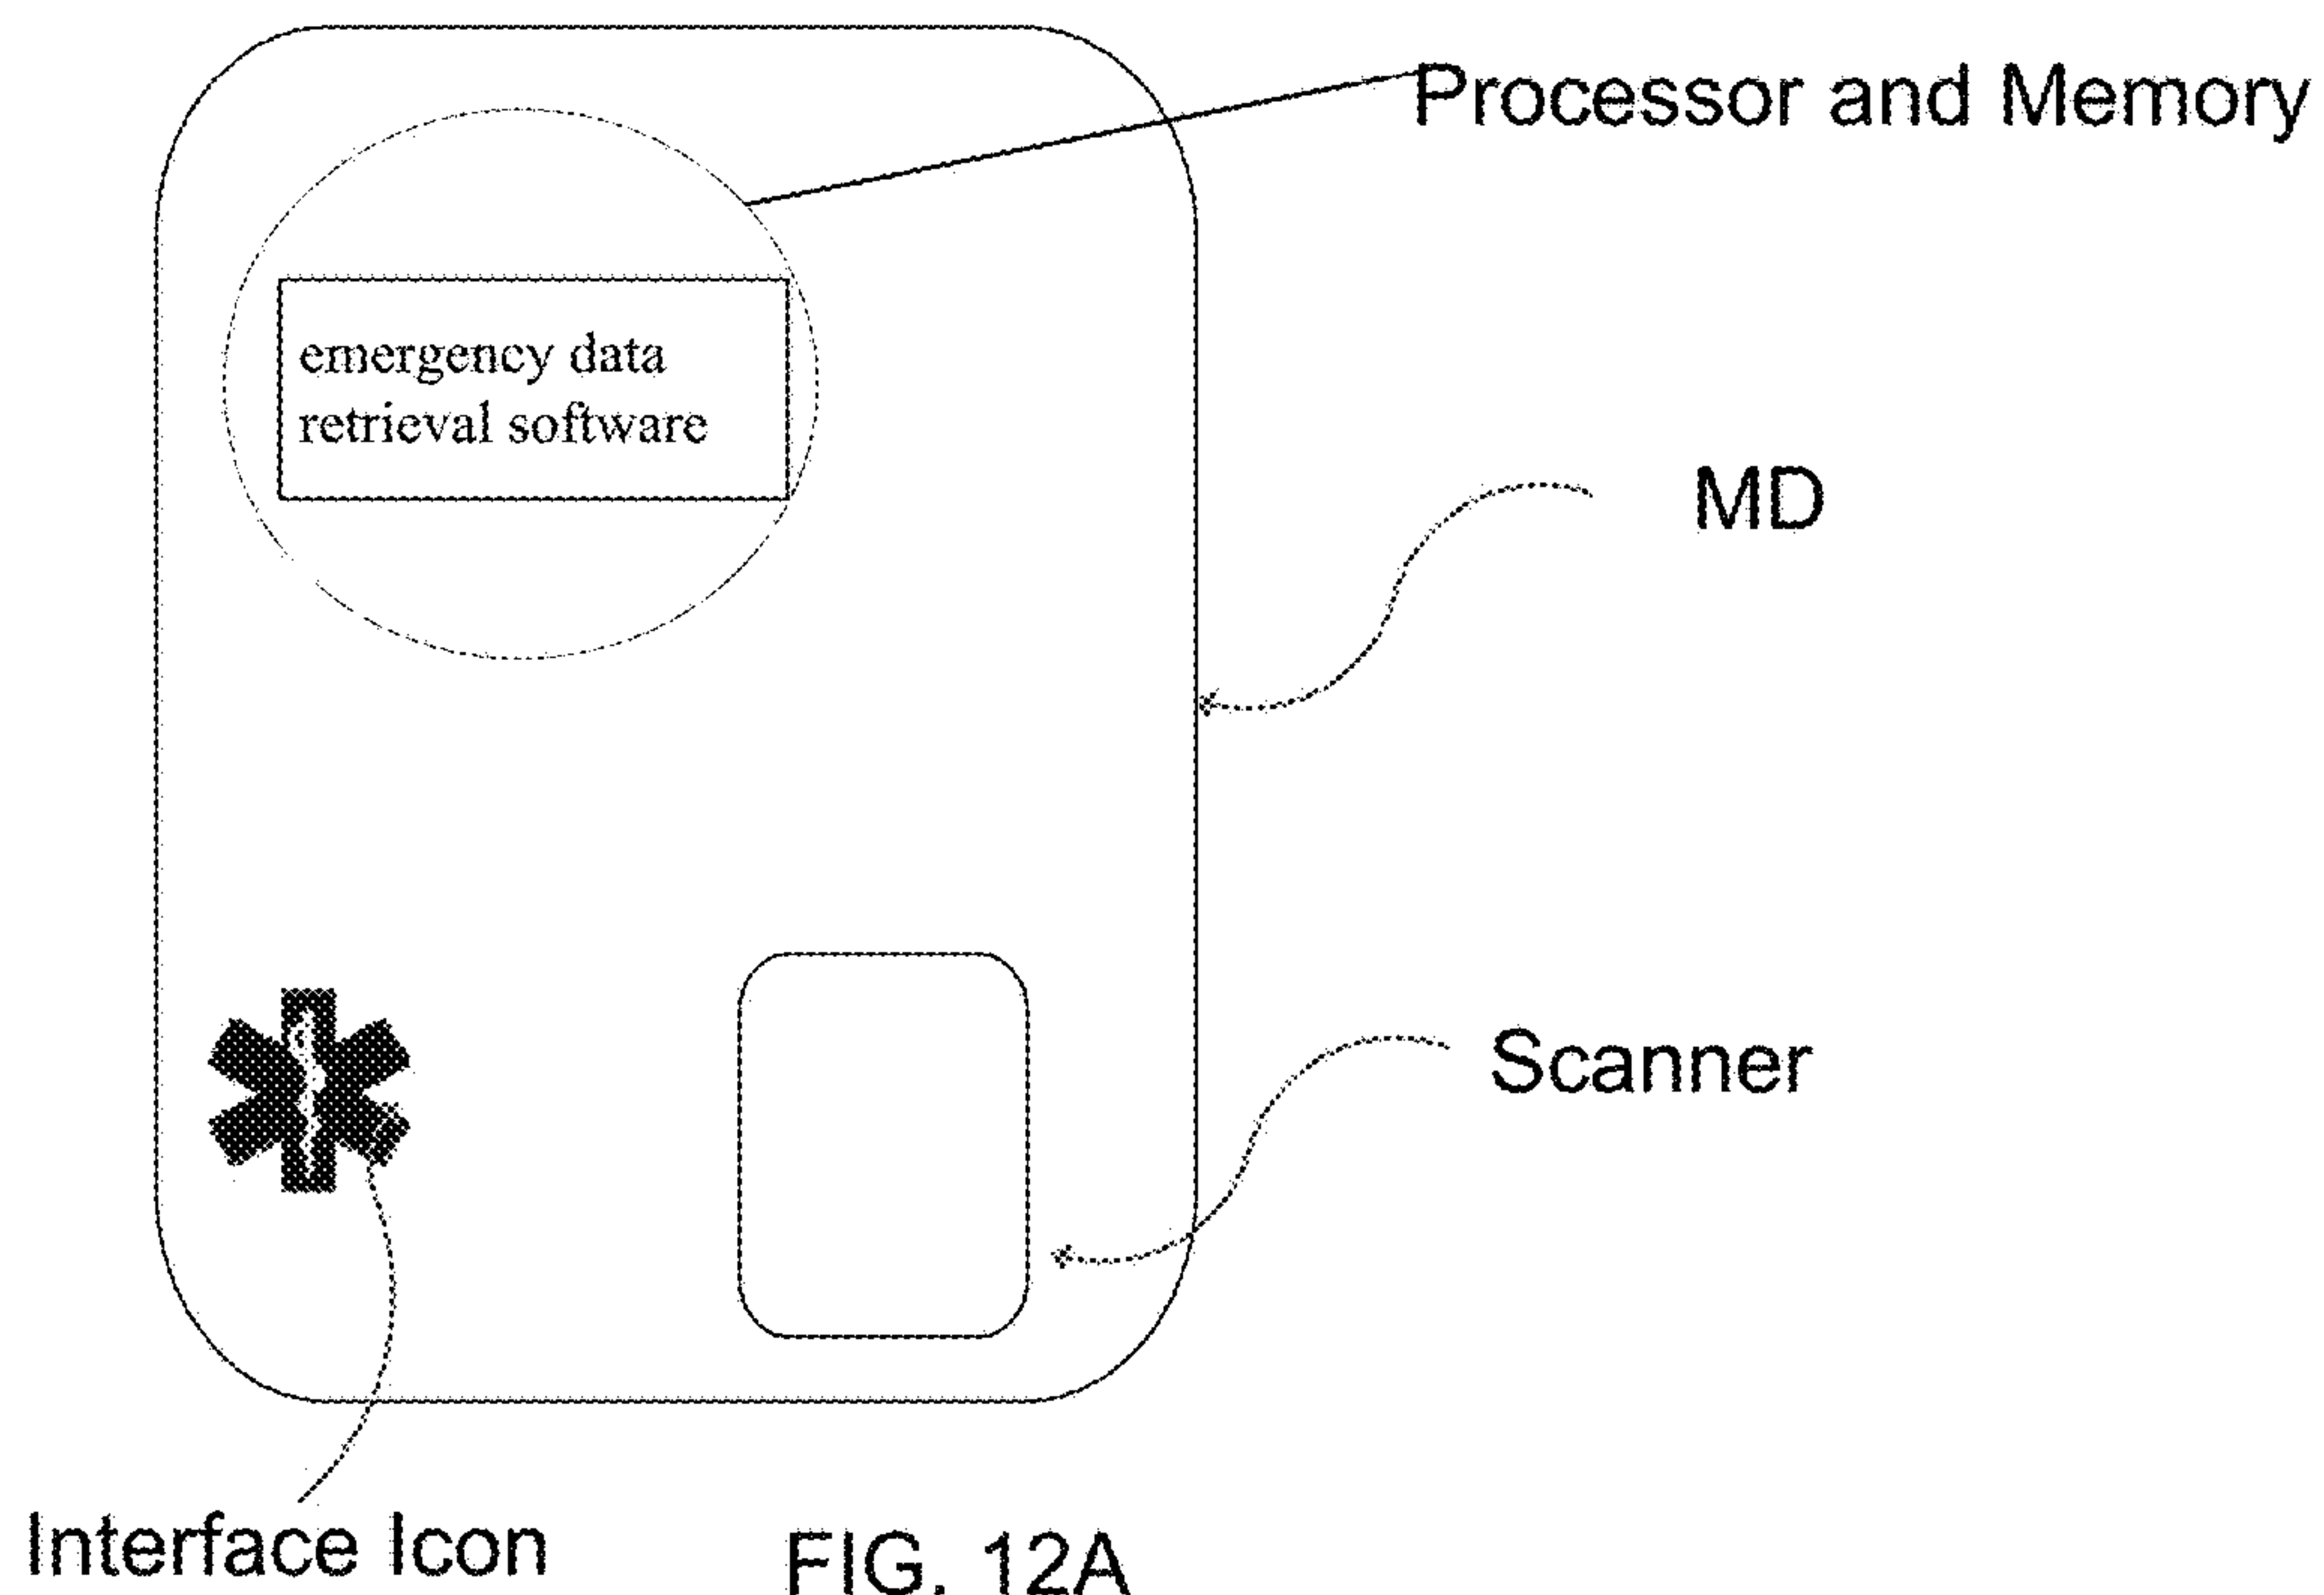 Processor and Memory
emergency data
retrieval software
MD
Scanner
Interface Icon
FIG. 12A